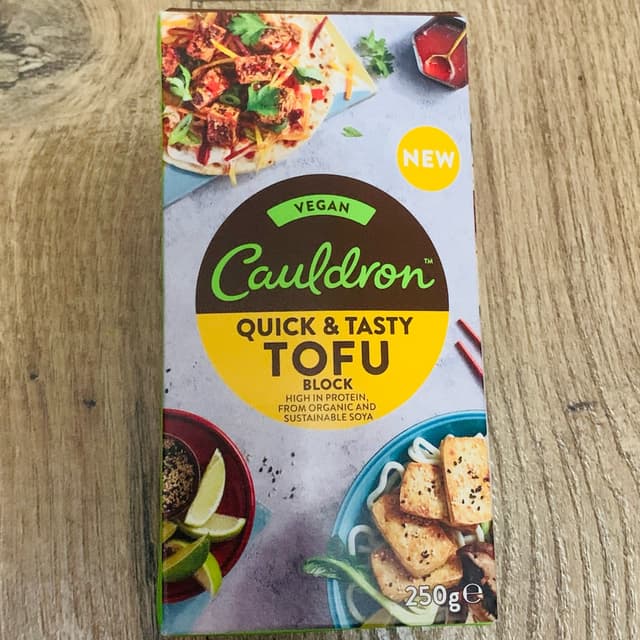 NEW
VEGAN
Cauldron™
QUICK & TASTY
TOFU
BLOCK
HIGH IN PROTEIN,
FROM ORGANIC AND
SUSTAINABLE SOYA
250g℮